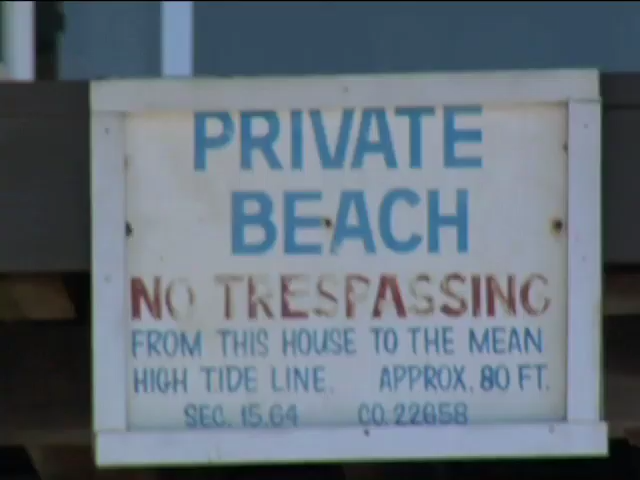 PRIVATE
BEACH
NO TRESPASSING
FROM THIS HOUSE TO THE MEAN
HIGH TIDE LINE. APPROX. 80 FT.
SEC. 15.64 CO. 22658